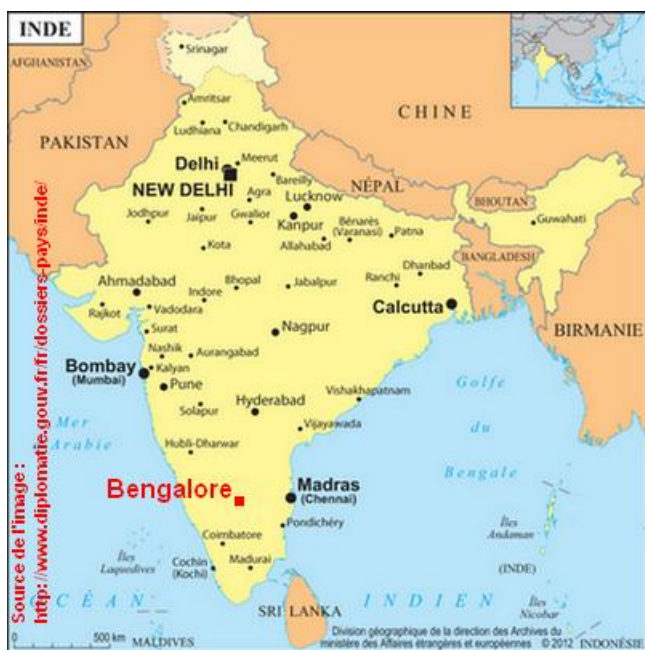 INDE
AFGHANISTAN
Srinagar
CHINE
Amritsar
Ludhiana
Chandigarh
PAKISTAN
Delhi
Meerut
NEW DELHI
Bareilly
NÉPAL
Agra
Lucknow
BHOUTAN
Jodhpur
Jaipur
Gwalior
Kanpur
Bénarès
(Varanasi)
Patna
Guwahati
Kota
Allahabad
BANGLADESH
Dhanbad
Ahmadabad
Bhopal
Jabalpur
Ranchi
Indore
Rajkot
Vadodara
Calcutta
Surat
Nagpur
BIRMANIE
Nashik
Aurangabad
Bombay
(Mumbai)
Kalyan
Pune
Golfe
du
Bengale
Solapur
Hyderabad
Vishakhapatnam
Mer
d'Arabie
Vijayawada
Hubli-Dharwar
Bengalore
Madras
(Chennai)
Pondichéry
Coimbatore
Îles
Laquedives
Cochin
(Kochi)
Madurai
Îles
Andaman
(INDE)
Îles
Nicobar
OCÉAN INDIEN
SRI LANKA
500 km
MALDIVES
INDONÉSIE
Division géographique de la direction des Archives du
ministère des Affaires étrangères et européennes © 2012
Source de l'image :
http://www.diplomatie.gouv.fr/fr/dossiers-pays/inde/